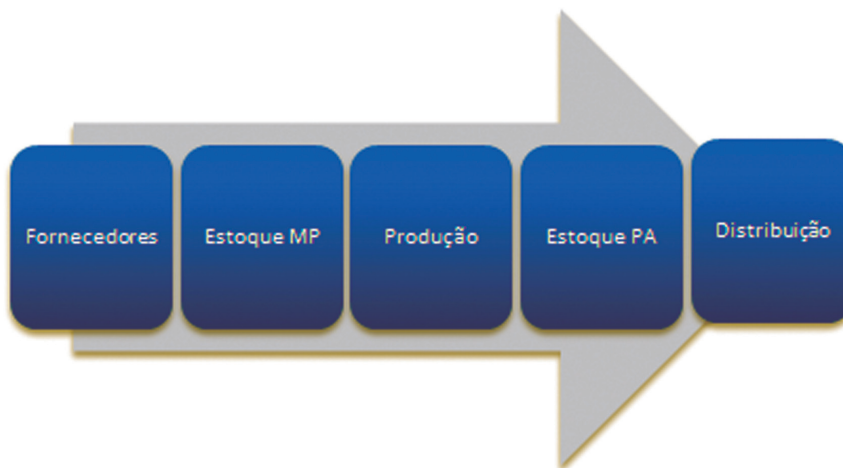 Fornecedores
Estoque MP
Produção
Estoque PA
Distribuição